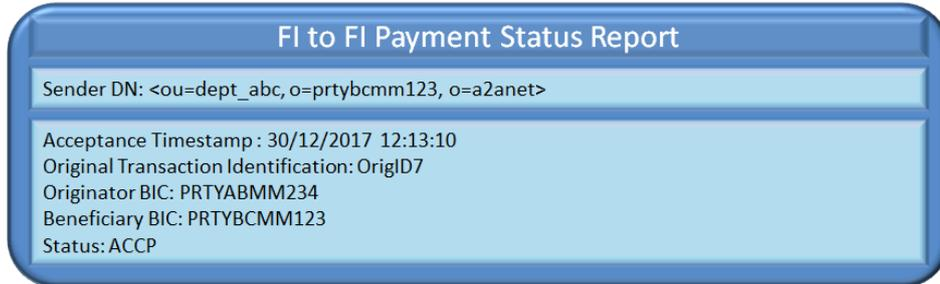 FI to FI Payment Status Report
Sender DN: <ou=dept_abc, o=prtybcmm123, o=a2anet>
Acceptance Timestamp : 30/12/2017 12:13:10
Original Transaction Identification: OrigID7
Originator BIC: PRTYABMM234
Beneficiary BIC: PRTYBCMM123
Status: ACCP